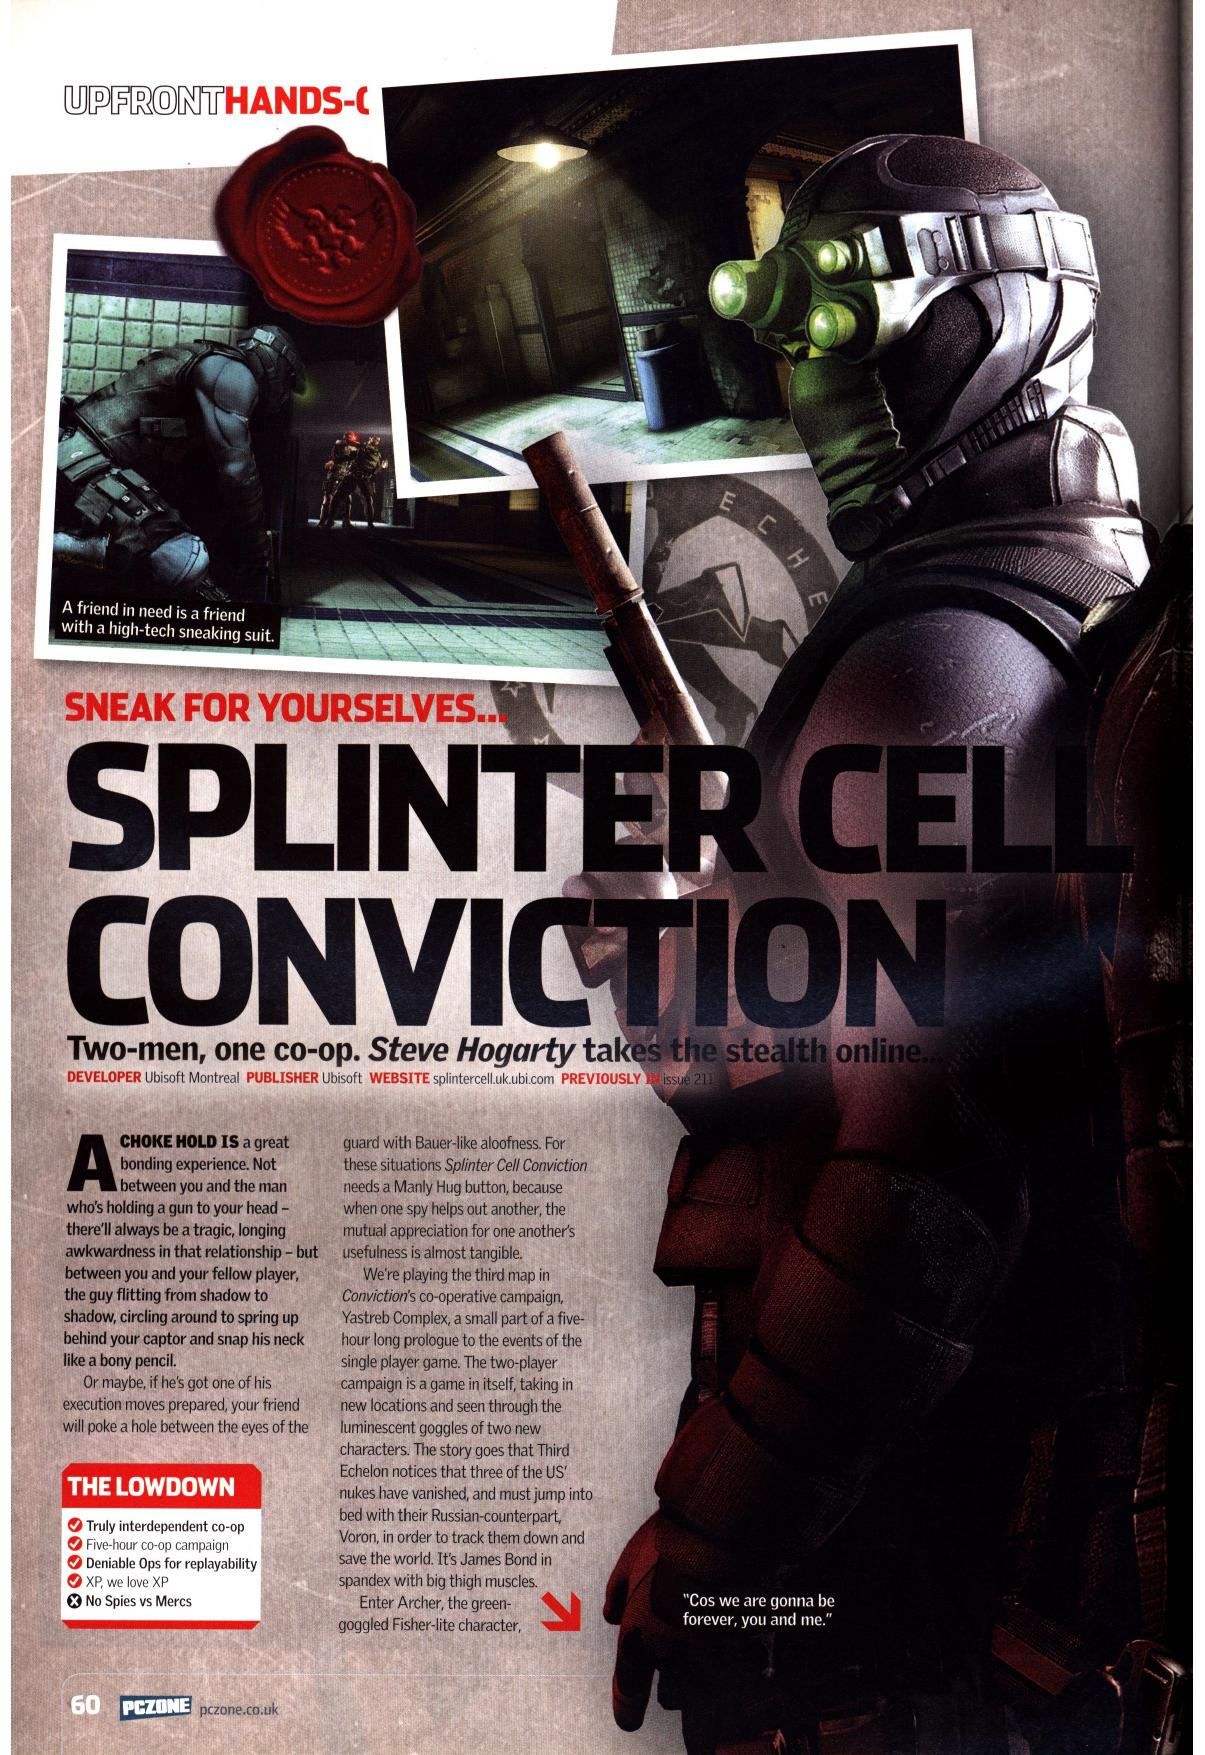 UPFRONTHANDS-
A friend in need is a friend
with a high-tech sneaking suit.
ECHE
SNEAK FOR YOURSELVES...
SPLINTER CELL
CONVICTION
Two-men, one co-op. Steve Hogarty takes the stealth online...
DEVELOPER Ubisoft Montreal PUBLISHER Ubisoft WEBSITE splintercell.uk.ubi.com PREVIOUSLY IN issue 211
A CHOKE HOLD IS a great
bonding experience. Not
between you and the man
who's holding a gun to your head –
there'll always be a tragic, longing
awkwardness in that relationship – but
between you and your fellow player,
the guy flitting from shadow to
shadow, circling around to spring up
behind your captor and snap his neck
like a bony pencil.
Or maybe, if he's got one of his
execution moves prepared, your friend
will poke a hole between the eyes of the
guard with Bauer-like aloofness. For
these situations Splinter Cell Conviction
needs a Manly Hug button, because
when one spy helps out another, the
mutual appreciation for one another's
usefulness is almost tangible.
We're playing the third map in
Conviction's co-operative campaign,
Yastreb Complex, a small part of a five-
hour long prologue to the events of the
single player game. The two-player
campaign is a game in itself, taking in
new locations and seen through the
luminescent goggles of two new
characters. The story goes that Third
Echelon notices that three of the US'
nukes have vanished, and must jump into
bed with their Russian-counterpart,
Voron, in order to track them down and
save the world. It's James Bond in
spandex with big thigh muscles.
Enter Archer, the green-
goggled Fisher-lite character,
THE LOWDOWN
Truly interdependent co-op
Five-hour co-op campaign
Deniable Ops for replayability
XP, we love XP
No Spies vs Mercs
"Cos we are gonna be
forever, you and me."
60 PCZONE pczone.co.uk